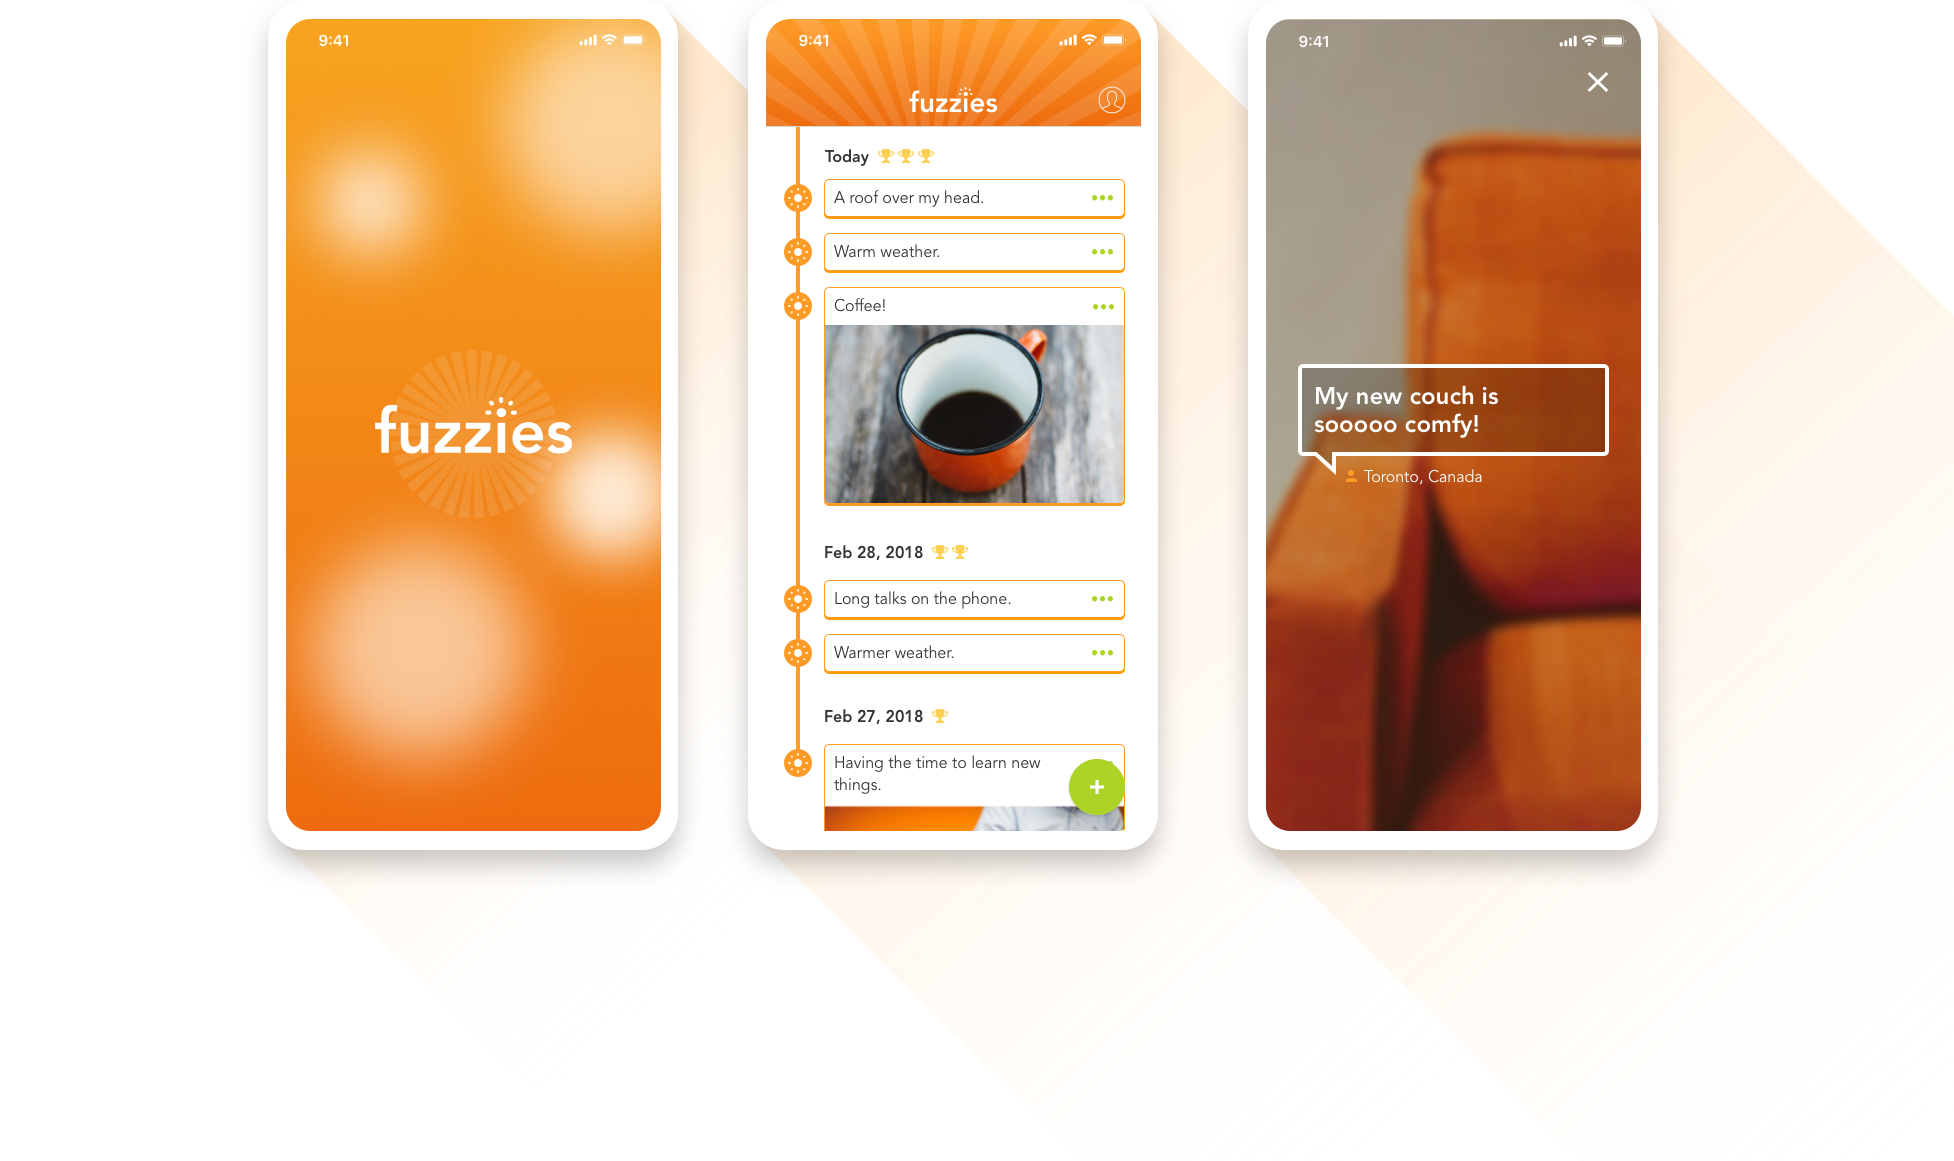 9:41
fuzzies
9:41
fuzzies
Today
A roof over my head.
Warm weather.
Coffee!
Feb 28, 2018
Long talks on the phone.
Warmer weather.
Feb 27, 2018
Having the time to learn new
things.
9:41
My new couch is
sooooo comfy!
Toronto, Canada